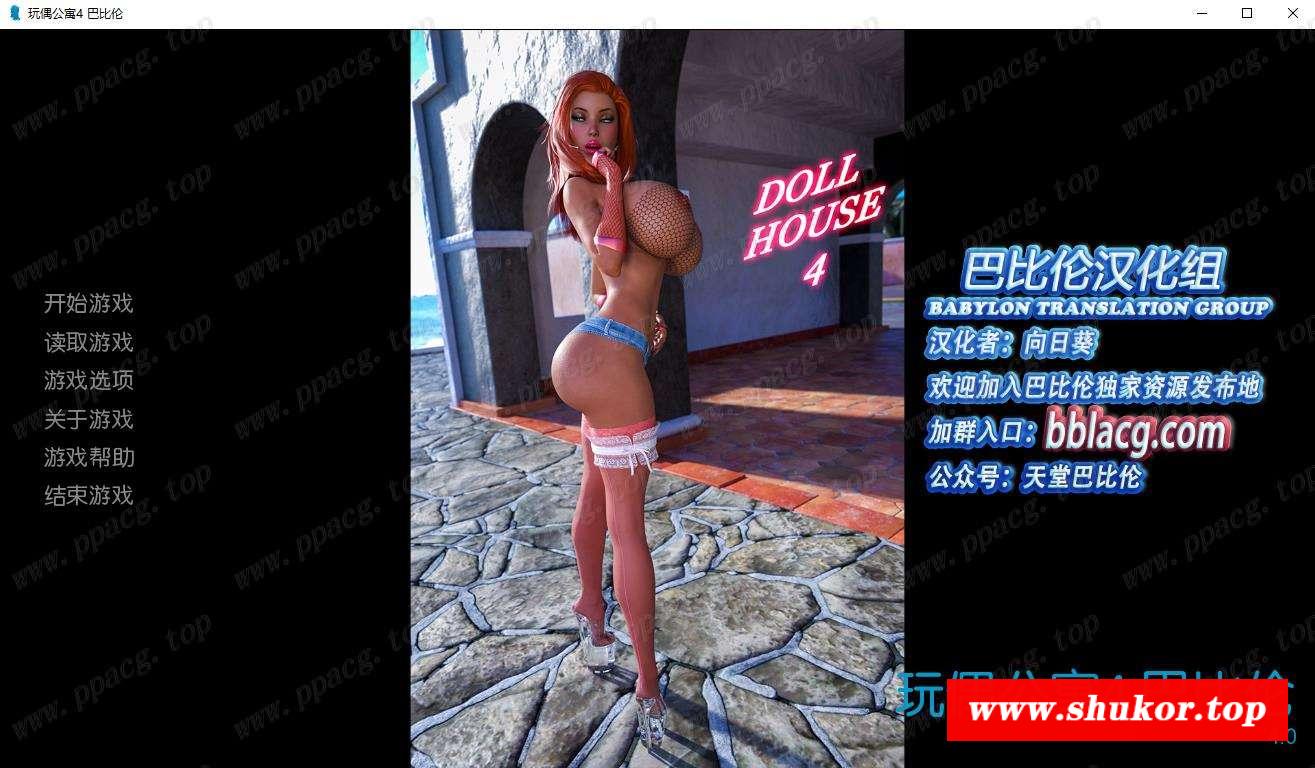 玩偶公寓4 巴比伦
DOLL
HOUSE
4
开始游戏
读取游戏
游戏选项
关于游戏
游戏帮助
结束游戏
巴比伦汉化组
BABYLON TRANSLATION GROUP
汉化者：向日葵
欢迎加入巴比伦独家资源发布地
加群入口：bblacg.com
公众号：天堂巴比伦
玩偶公寓4 巴比伦
www.shukor.top
www.ppacg.top